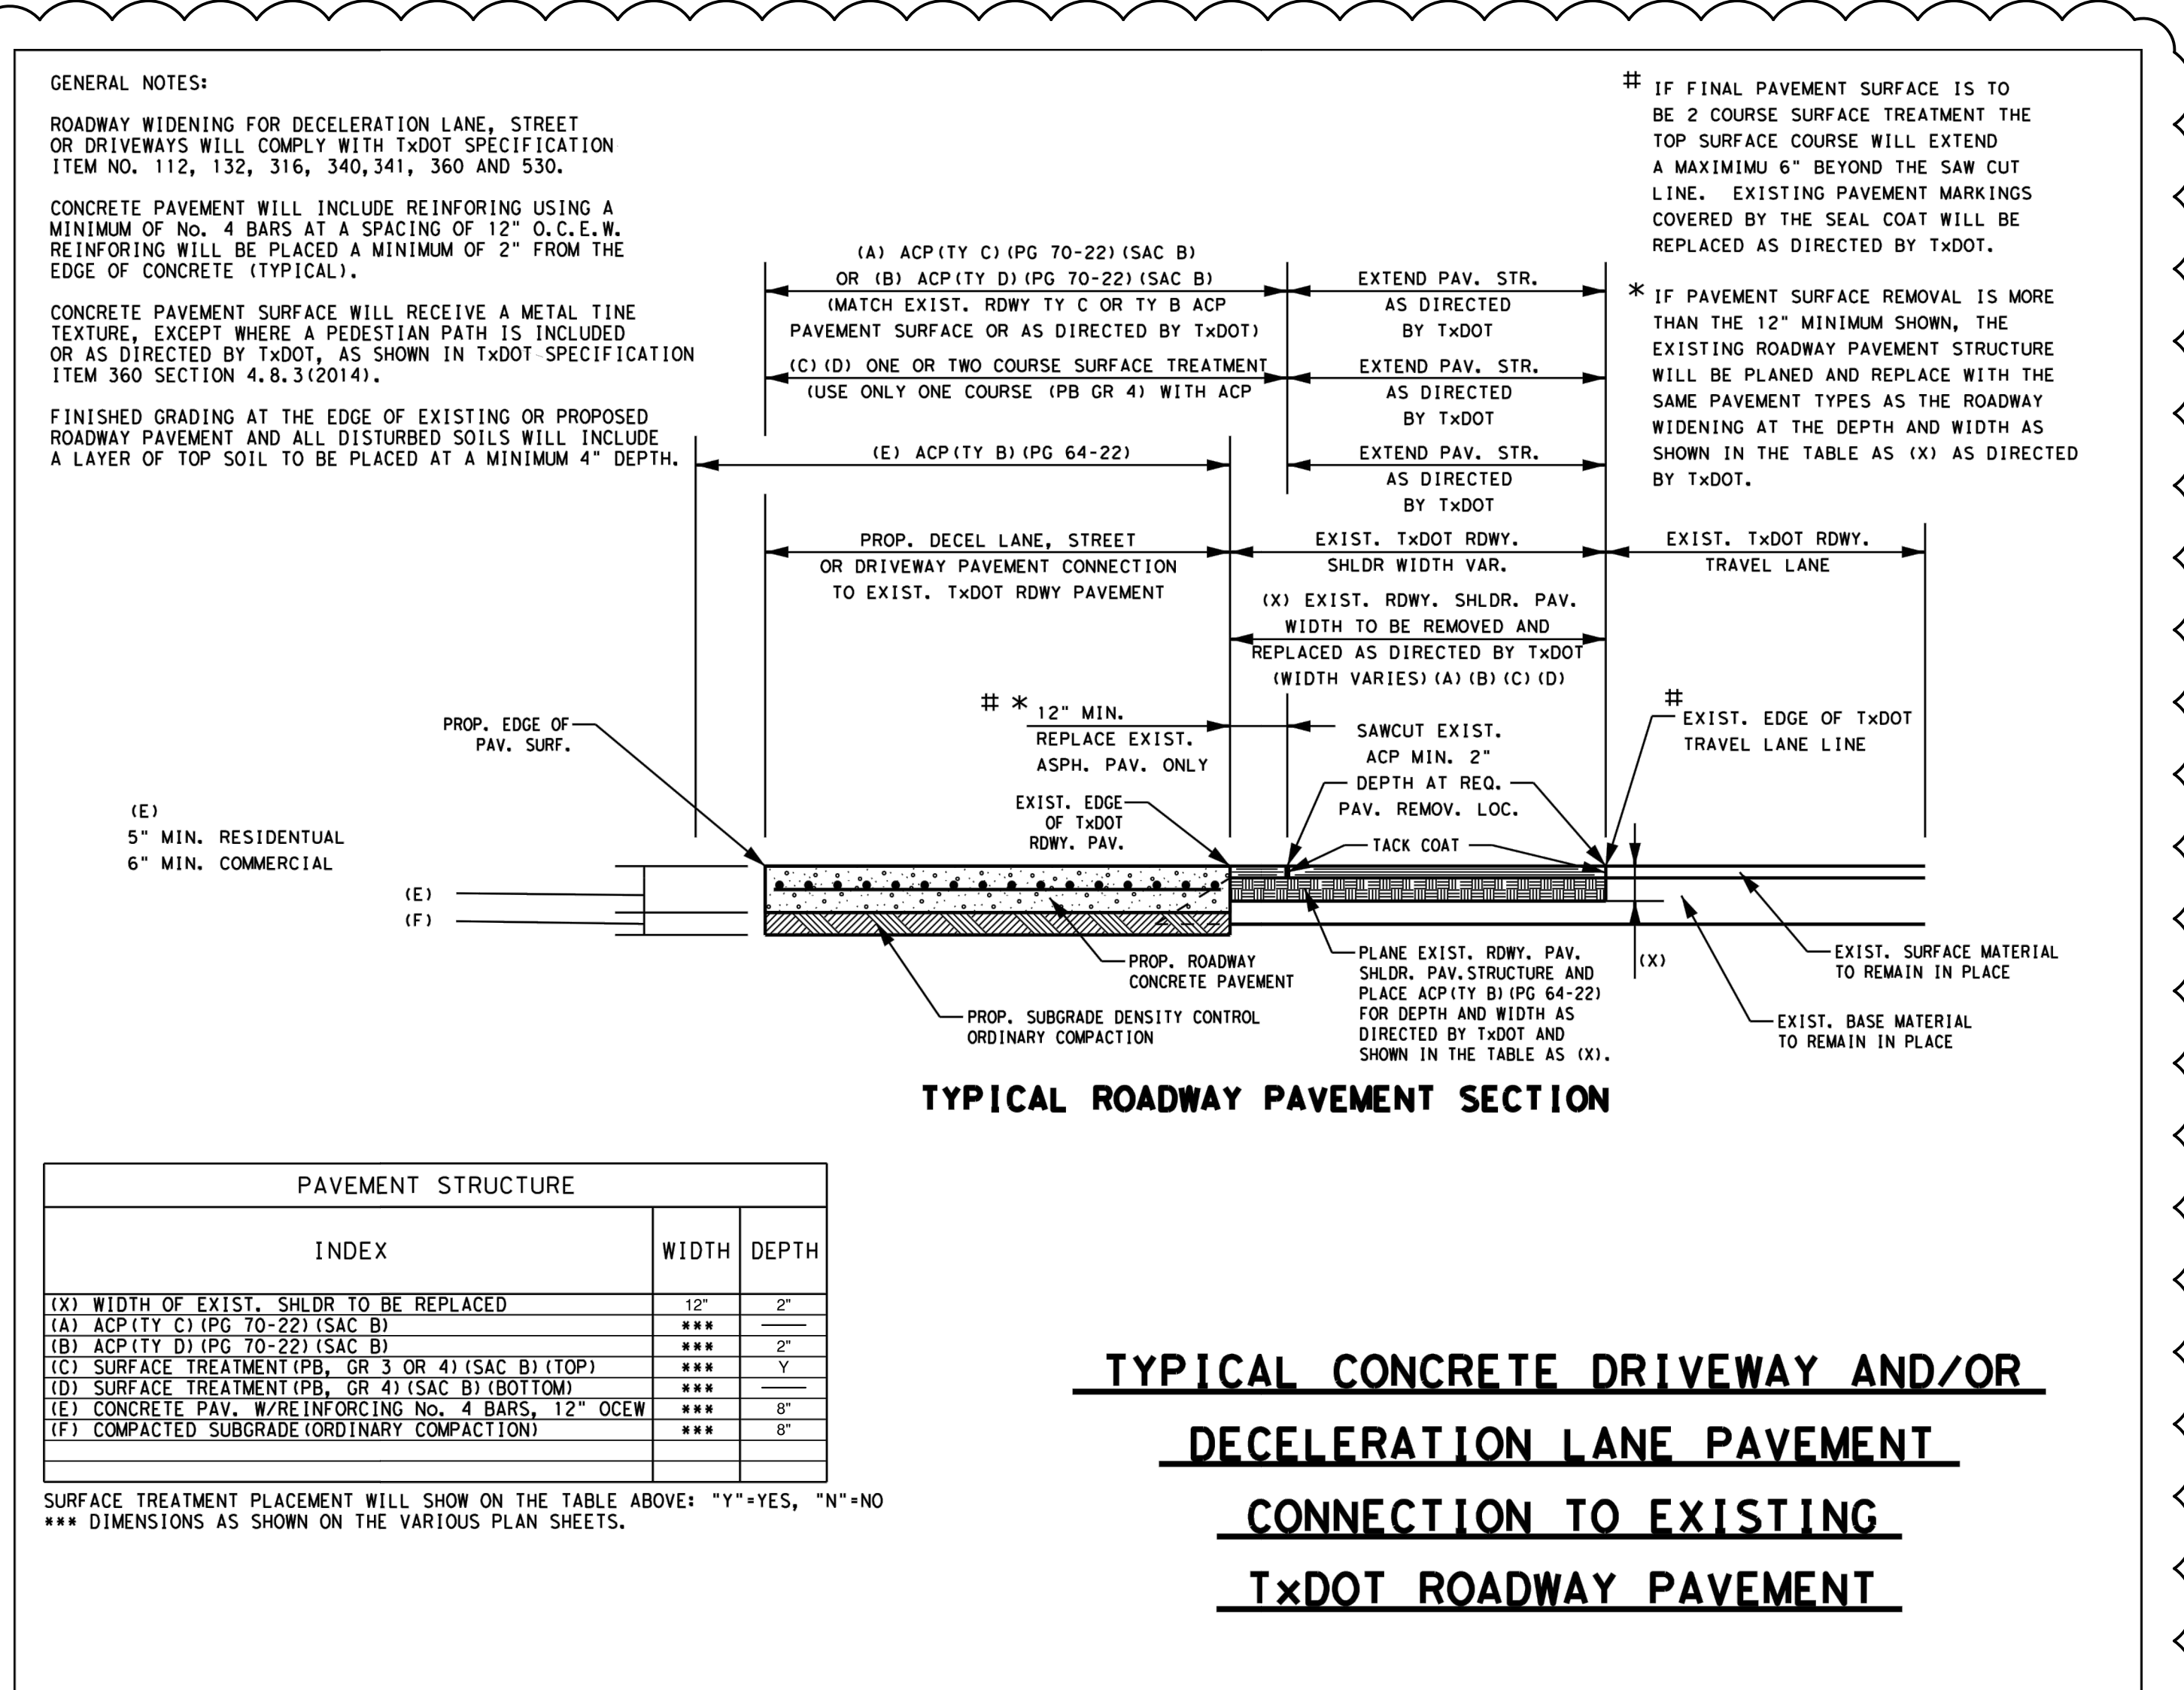 GENERAL NOTES:
ROADWAY WIDENING FOR DECELERATION LANE, STREET
OR DRIVEWAYS WILL COMPLY WITH TxDOT SPECIFICATION
ITEM NO. 112, 132, 316, 340,341, 360 AND 530.
CONCRETE PAVEMENT WILL INCLUDE REINFORING USING A
MINIMUM OF No. 4 BARS AT A SPACING OF 12" O.C.E.W.
REINFORING WILL BE PLACED A MINIMUM OF 2" FROM THE
EDGE OF CONCRETE (TYPICAL).
CONCRETE PAVEMENT SURFACE WILL RECEIVE A METAL TINE
TEXTURE, EXCEPT WHERE A PEDESTIAN PATH IS INCLUDED
OR AS DIRECTED BY TxDOT, AS SHOWN IN TxDOT SPECIFICATION
ITEM 360 SECTION 4.8.3(2014).
FINISHED GRADING AT THE EDGE OF EXISTING OR PROPOSED
ROADWAY PAVEMENT AND ALL DISTURBED SOILS WILL INCLUDE
A LAYER OF TOP SOIL TO BE PLACED AT A MINIMUM 4" DEPTH.
# IF FINAL PAVEMENT SURFACE IS TO
BE 2 COURSE SURFACE TREATMENT THE
TOP SURFACE COURSE WILL EXTEND
A MAXIMIMU 6" BEYOND THE SAW CUT
LINE. EXISTING PAVEMENT MARKINGS
COVERED BY THE SEAL COAT WILL BE
REPLACED AS DIRECTED BY TxDOT.
* IF PAVEMENT SURFACE REMOVAL IS MORE
THAN THE 12" MINIMUM SHOWN, THE
EXISTING ROADWAY PAVEMENT STRUCTURE
WILL BE PLANED AND REPLACE WITH THE
SAME PAVEMENT TYPES AS THE ROADWAY
WIDENING AT THE DEPTH AND WIDTH AS
SHOWN IN THE TABLE AS (X) AS DIRECTED
BY TxDOT.
(A) ACP(TY C)(PG 70-22)(SAC B)
OR (B) ACP(TY D)(PG 70-22)(SAC B)
(MATCH EXIST. RDWY TY C OR TY B ACP
PAVEMENT SURFACE OR AS DIRECTED BY TxDOT)
EXTEND PAV. STR.
AS DIRECTED
BY TxDOT
(C)(D) ONE OR TWO COURSE SURFACE TREATMENT
(USE ONLY ONE COURSE (PB GR 4) WITH ACP
EXTEND PAV. STR.
AS DIRECTED
BY TxDOT
(E) ACP(TY B)(PG 64-22)
EXTEND PAV. STR.
AS DIRECTED
BY TxDOT
PROP. DECEL LANE, STREET
OR DRIVEWAY PAVEMENT CONNECTION
TO EXIST. TxDOT RDWY PAVEMENT
EXIST. TxDOT RDWY.
SHLDR WIDTH VAR.
EXIST. TxDOT RDWY.
TRAVEL LANE
(X) EXIST. RDWY. SHLDR. PAV.
WIDTH TO BE REMOVED AND
REPLACED AS DIRECTED BY TxDOT
(WIDTH VARIES)(A)(B)(C)(D)
# * 12" MIN.
REPLACE EXIST.
ASPH. PAV. ONLY
SAWCUT EXIST.
ACP MIN. 2"
DEPTH AT REQ.
PAV. REMOV. LOC.
#
EXIST. EDGE OF TxDOT
TRAVEL LANE LINE
PROP. EDGE OF
PAV. SURF.
EXIST. EDGE
OF TxDOT
RDWY. PAV.
TACK COAT
(E)
5" MIN. RESIDENTUAL
6" MIN. COMMERCIAL
(E)
(F)
PROP. ROADWAY
CONCRETE PAVEMENT
PROP. SUBGRADE DENSITY CONTROL
ORDINARY COMPACTION
PLANE EXIST. RDWY. PAV.
SHLDR. PAV.STRUCTURE AND
PLACE ACP(TY B)(PG 64-22)
FOR DEPTH AND WIDTH AS
DIRECTED BY TxDOT AND
SHOWN IN THE TABLE AS (X).
(X)
EXIST. SURFACE MATERIAL
TO REMAIN IN PLACE
EXIST. BASE MATERIAL
TO REMAIN IN PLACE
TYPICAL ROADWAY PAVEMENT SECTION
PAVEMENT STRUCTURE
INDEX WIDTH DEPTH
(X) WIDTH OF EXIST. SHLDR TO BE REPLACED 12" 2"
(A) ACP(TY C)(PG 70-22)(SAC B) *** —
(B) ACP(TY D)(PG 70-22)(SAC B) *** 2"
(C) SURFACE TREATMENT(PB, GR 3 OR 4)(SAC B)(TOP) *** Y
(D) SURFACE TREATMENT(PB, GR 4)(SAC B)(BOTTOM) *** —
(E) CONCRETE PAV. W/REINFORCING No. 4 BARS, 12" OCEW *** 8"
(F) COMPACTED SUBGRADE(ORDINARY COMPACTION) *** 8"
SURFACE TREATMENT PLACEMENT WILL SHOW ON THE TABLE ABOVE: "Y"=YES, "N"=NO
*** DIMENSIONS AS SHOWN ON THE VARIOUS PLAN SHEETS.
TYPICAL CONCRETE DRIVEWAY AND/OR
DECELERATION LANE PAVEMENT
CONNECTION TO EXISTING
TxDOT ROADWAY PAVEMENT